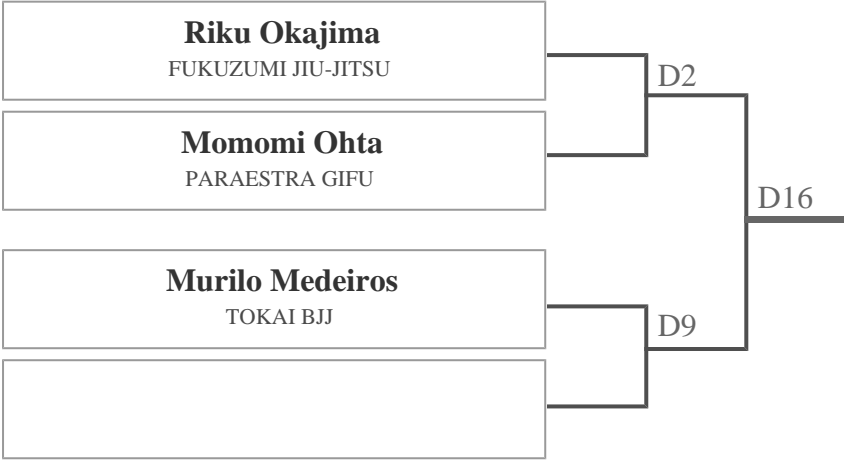 Riku Okajima
FUKUZUMI JIU-JITSU
D2
Momomi Ohta
PARAESTRA GIFU
D16
Murilo Medeiros
TOKAI BJJ
D9